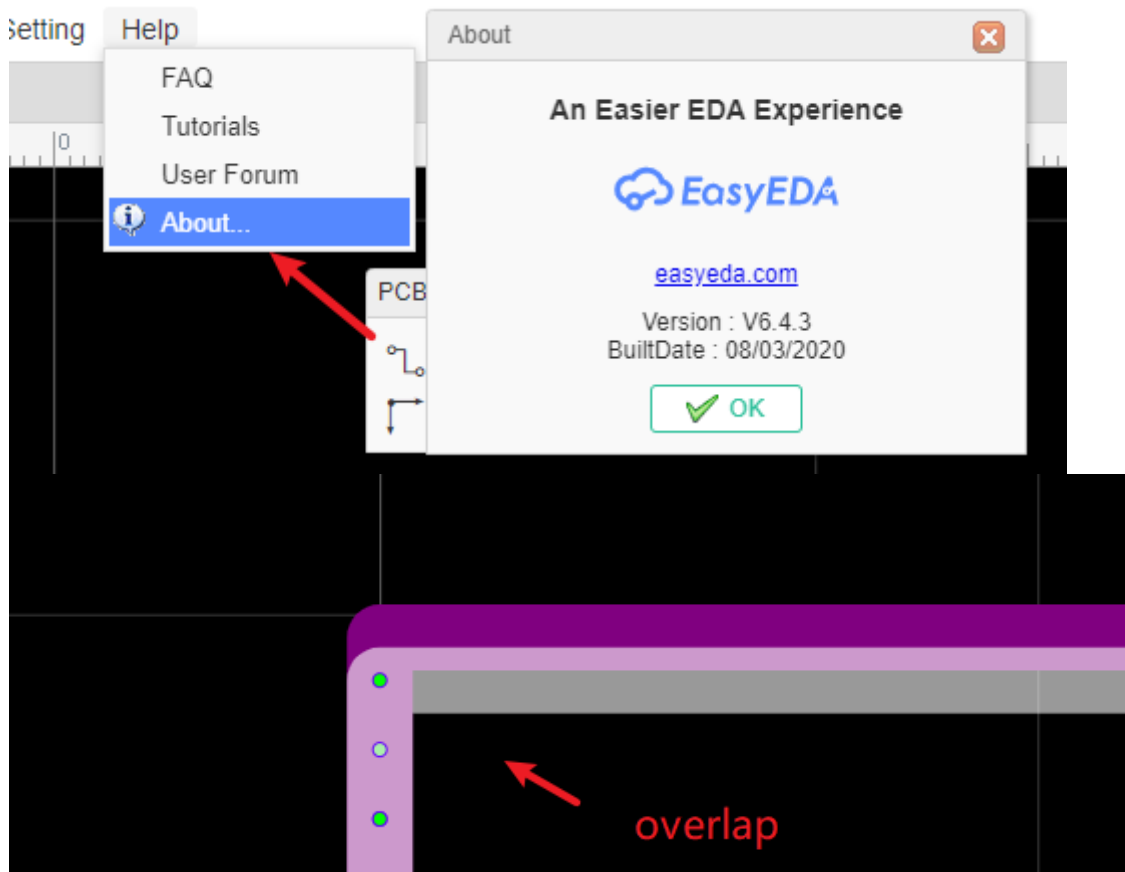 Setting Help
FAQ
Tutorials
User Forum
About...
0
PCB
About
An Easier EDA Experience
EasyEDA
easyeda.com
Version : V6.4.3
BuiltDate : 08/03/2020
OK
overlap